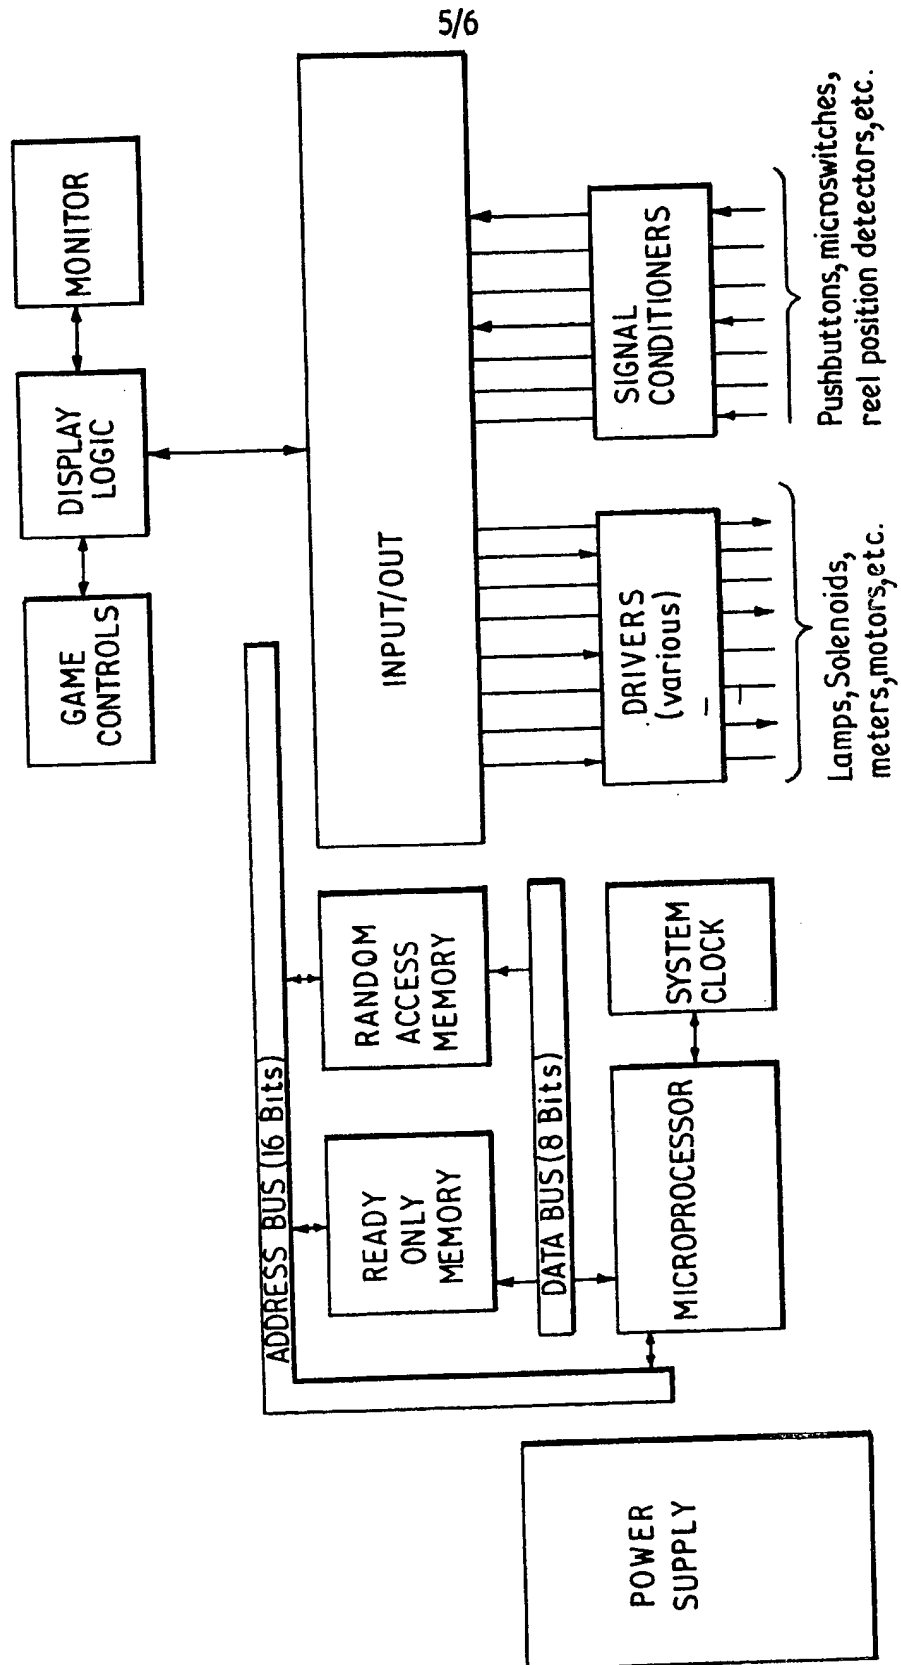 5/6
MONITOR
DISPLAY
LOGIC
GAME
CONTROLS
INPUT/OUT
SIGNAL
CONDITIONERS
Pushbuttons, microswitches,
reel position detectors, etc.
DRIVERS
(various)
Lamps, Solenoids,
meters, motors, etc.
ADDRESS BUS (16 Bits)
RANDOM
ACCESS
MEMORY
READY
ONLY
MEMORY
DATA BUS (8 Bits)
SYSTEM
CLOCK
MICROPROCESSOR
POWER
SUPPLY